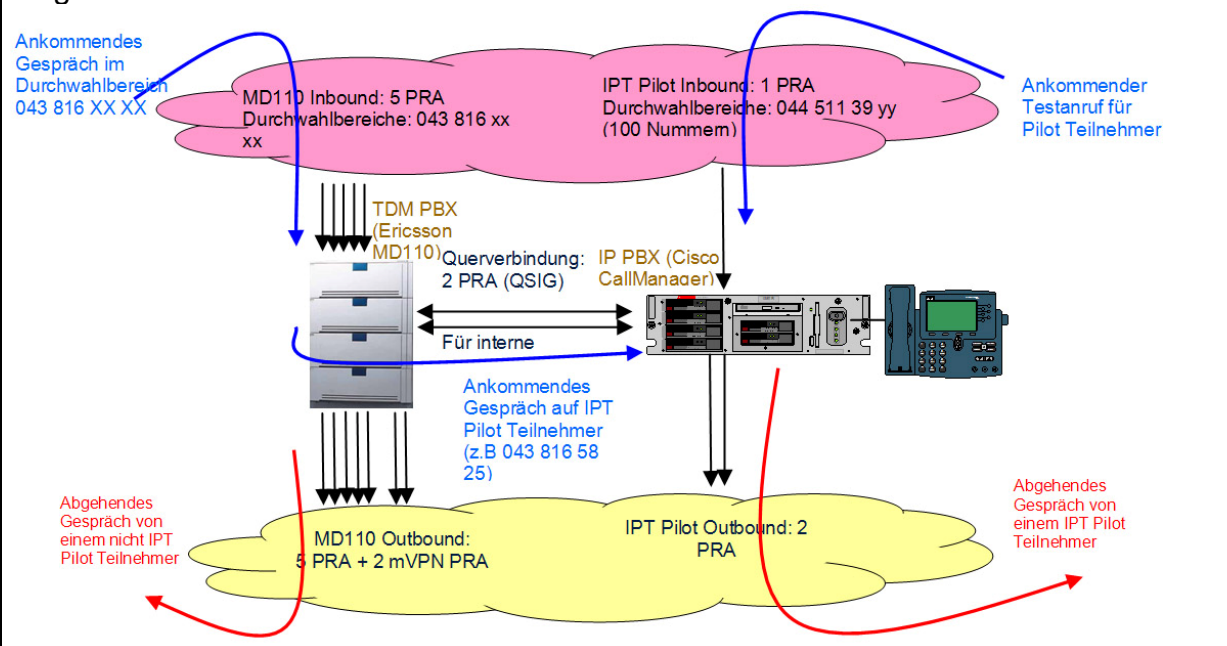 Ankommendes
Gespräch im
Durchwahlbereich
043 816 XX XX
MD110 Inbound: 5 PRA
Durchwahlbereiche: 043 816 xx
xx
IPT Pilot Inbound: 1 PRA
Durchwahlbereiche: 044 511 39 yy
(100 Nummern)
Ankommender
Testanruf für
Pilot Teilnehmer
TDM PBX
(Ericsson
MD110)
Querverbindung:
2 PRA (QSIG)
IP PBX (Cisco
CallManager)
Für interne
Ankommendes
Gespräch auf IPT
Pilot Teilnehmer
(z.B 043 816 58
25)
Abgehendes
Gespräch von
einem nicht IPT
Pilot Teilnehmer
MD110 Outbound:
5 PRA + 2 mVPN PRA
IPT Pilot Outbound: 2
PRA
Abgehendes
Gespräch von
einem IPT Pilot
Teilnehmer